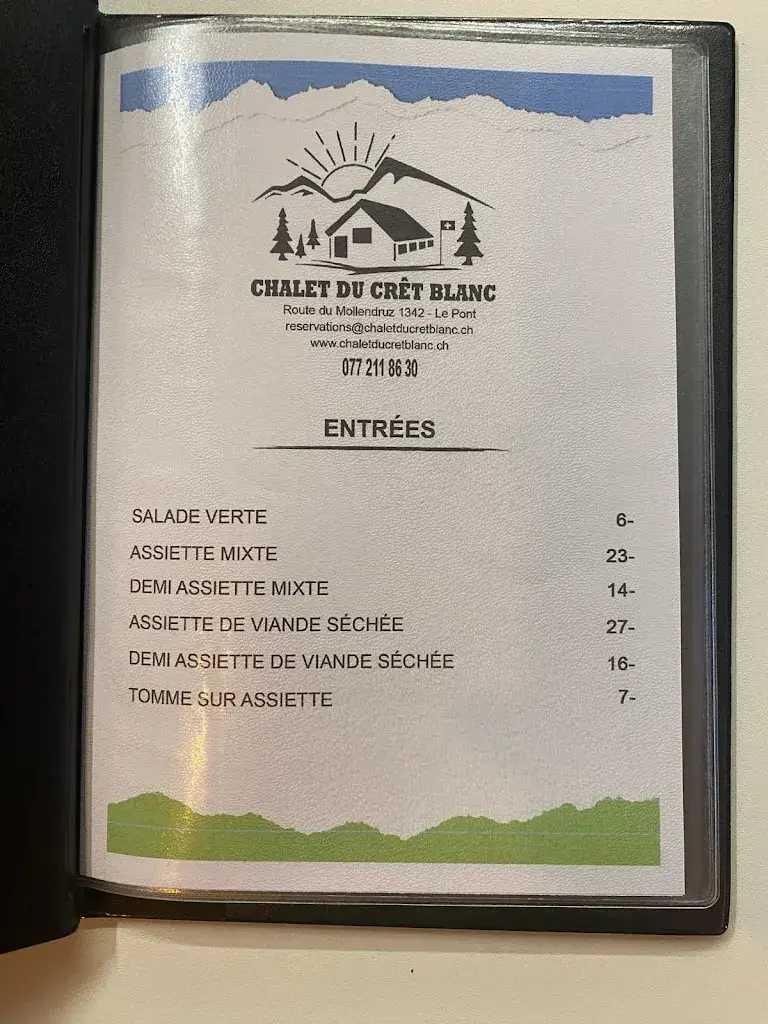 CHALET DU CRÊT BLANC
Route du Mollendruz 1342 - Le Pont
reservations@chaletducretblanc.ch
www.chaletducretblanc.ch
077 211 86 30
ENTRÉES
SALADE VERTE 6-
ASSIETTE MIXTE 23-
DEMI ASSIETTE MIXTE 14-
ASSIETTE DE VIANDE SÉCHÉE 27-
DEMI ASSIETTE DE VIANDE SÉCHÉE 16-
TOMME SUR ASSIETTE 7-